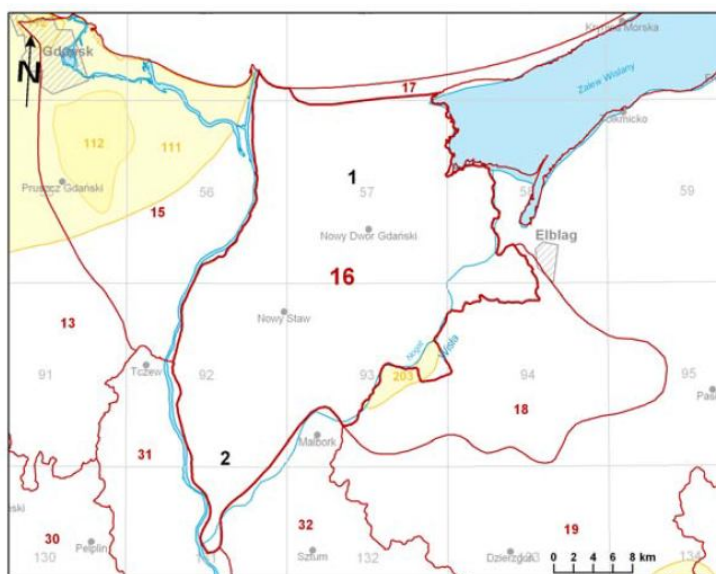 Krynica Morska
Gdańsk
N
Zalew Wiślany
17
Tolkmicko
112
111
1
Pruszcz Gdański
56
57
58
59
15
Nowy Dwór Gdański
Elbląg
16
13
Nowy Staw
Nogat
Wisła
91
Tczew
92
93
203
94
95
18
31
2
Malbork
30
32
19
Pelplin
Sztum
Dzierzgoń
130
132
134
0 2 4 6 8 km